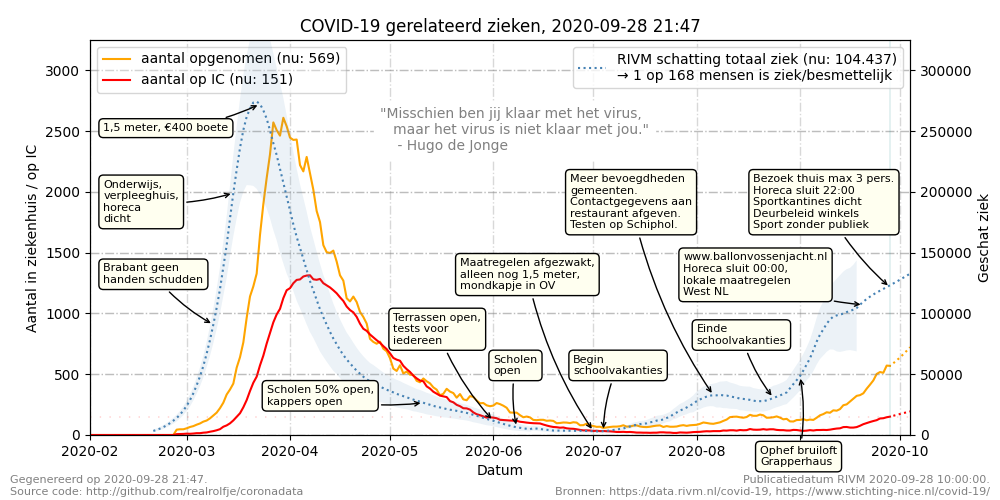 COVID-19 gerelateerd zieken, 2020-09-28 21:47
aantal opgenomen (nu: 569)
aantal op IC (nu: 151)
RIVM schatting totaal ziek (nu: 104.437)
→ 1 op 168 mensen is ziek/besmettelijk
"Misschien ben jij klaar met het virus,
maar het virus is niet klaar met jou."
- Hugo de Jonge
1,5 meter, €400 boete
Onderwijs,
verpleeghuis,
horeca
dicht
Brabant geen
handen schudden
Scholen 50% open,
kappers open
Terrassen open,
tests voor
iedereen
Maatregelen afgezwakt,
alleen nog 1,5 meter,
mondkapje in OV
Scholen
open
Begin
schoolvakanties
Meer bevoegdheden
gemeenten.
Contactgegevens aan
restaurant afgeven.
Testen op Schiphol.
Einde
schoolvakanties
www.ballonvossenjacht.nl
Horeca sluit 00:00,
lokale maatregelen
West NL
Bezoek thuis max 3 pers.
Horeca sluit 22:00
Sportkantines dicht
Deurbeleid winkels
Sport zonder publiek
Ophef bruiloft
Grapperhaus
Aantal in ziekenhuis / op IC
3000
2500
2000
1500
1000
500
0
Geschat ziek
300000
250000
200000
150000
100000
50000
0
2020-02
2020-03
2020-04
2020-05
2020-06
2020-07
2020-08
2020-10
Datum
Gegenereerd op 2020-09-28 21:47.
Source code: http://github.com/realrolfje/coronadata
Publicatiedatum RIVM 2020-09-28 10:00:00.
Bronnen: https://data.rivm.nl/covid-19, https://www.stichting-nice.nl/covid-19/